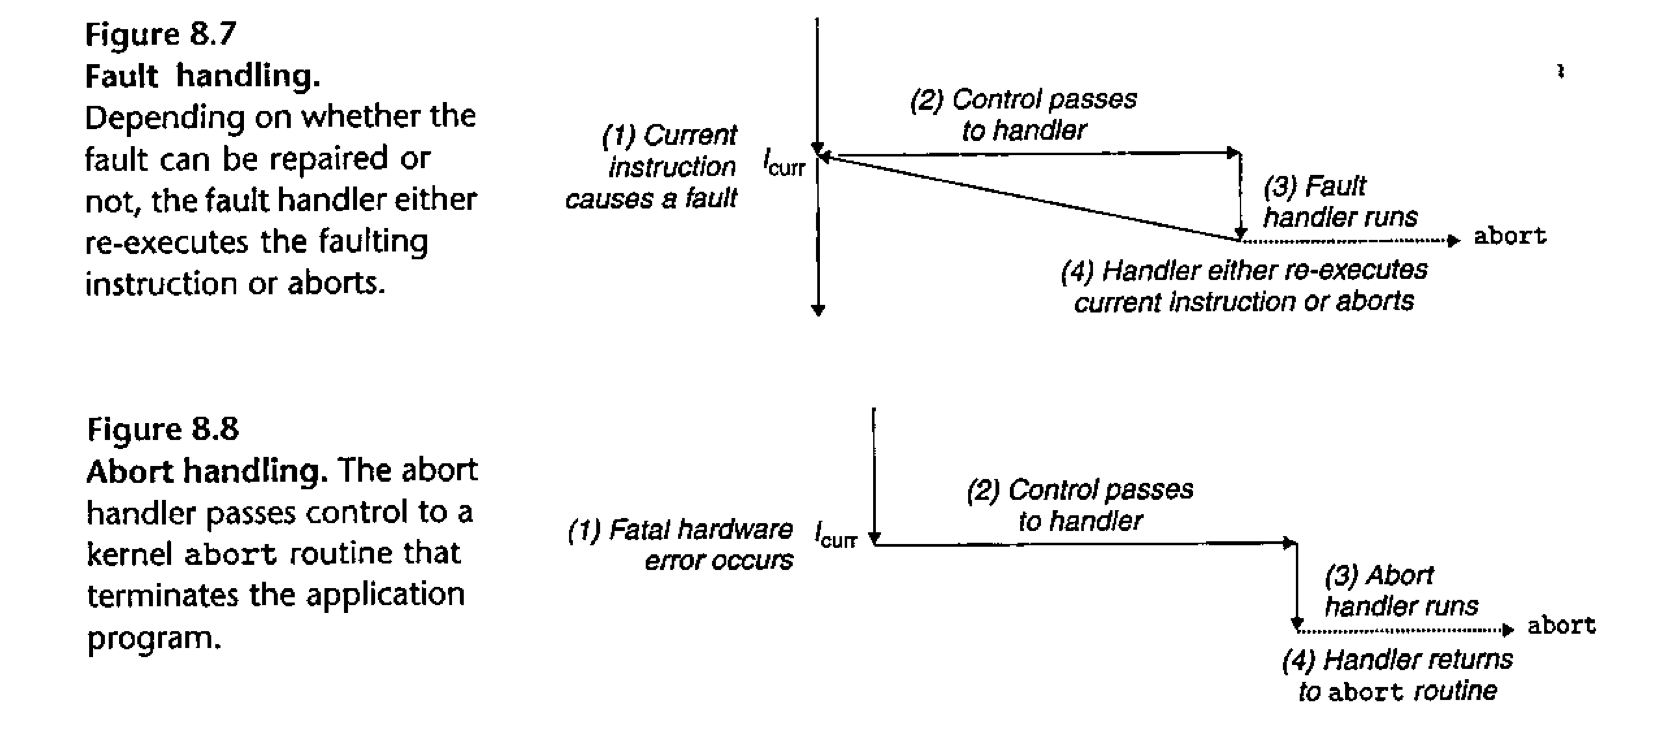 Figure 8.7
Fault handling.
Depending on whether the
fault can be repaired or
not, the fault handler either
re-executes the faulting
instruction or aborts.
(1) Current
instruction
causes a fault
Icurr
(2) Control passes
to handler
(3) Fault
handler runs
abort
(4) Handler either re-executes
current instruction or aborts
Figure 8.8
Abort handling. The abort
handler passes control to a
kernel abort routine that
terminates the application
program.
(1) Fatal hardware
error occurs
Icurr
(2) Control passes
to handler
(3) Abort
handler runs
abort
(4) Handler returns
to abort routine